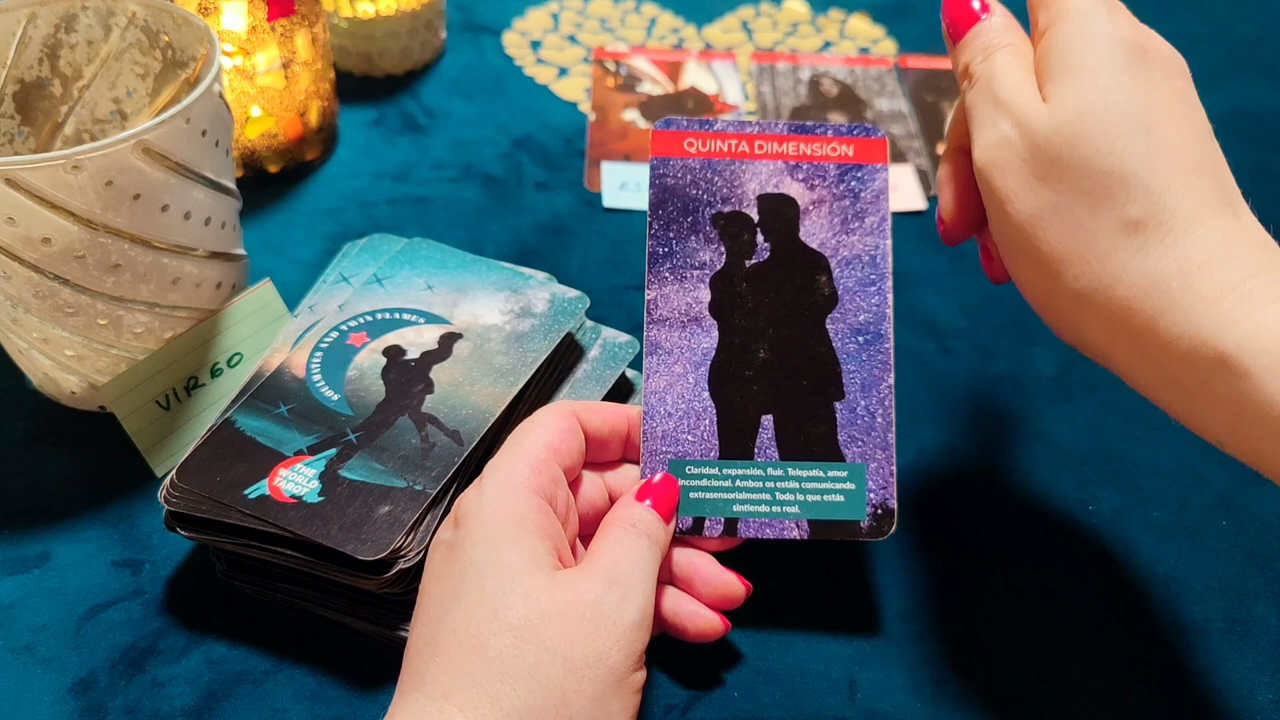 QUINTA DIMENSIÓN
Claridad, expansión, fluir. Telepatía, amor
incondicional. Ambos os estáis comunicando
extrasensorialmente. Todo lo que estás
sintiendo es real.
VIRGO
SOULMATES AND TWIN FLAMES
THE
WORLD
TAROT